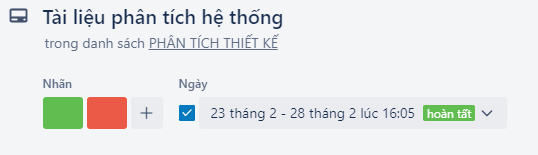 Tài liệu phân tích hệ thống
trong danh sách PHÂN TÍCH THIẾT KẾ
Nhãn
Ngày
23 tháng 2 - 28 tháng 2 lúc 16:05 hoàn tất